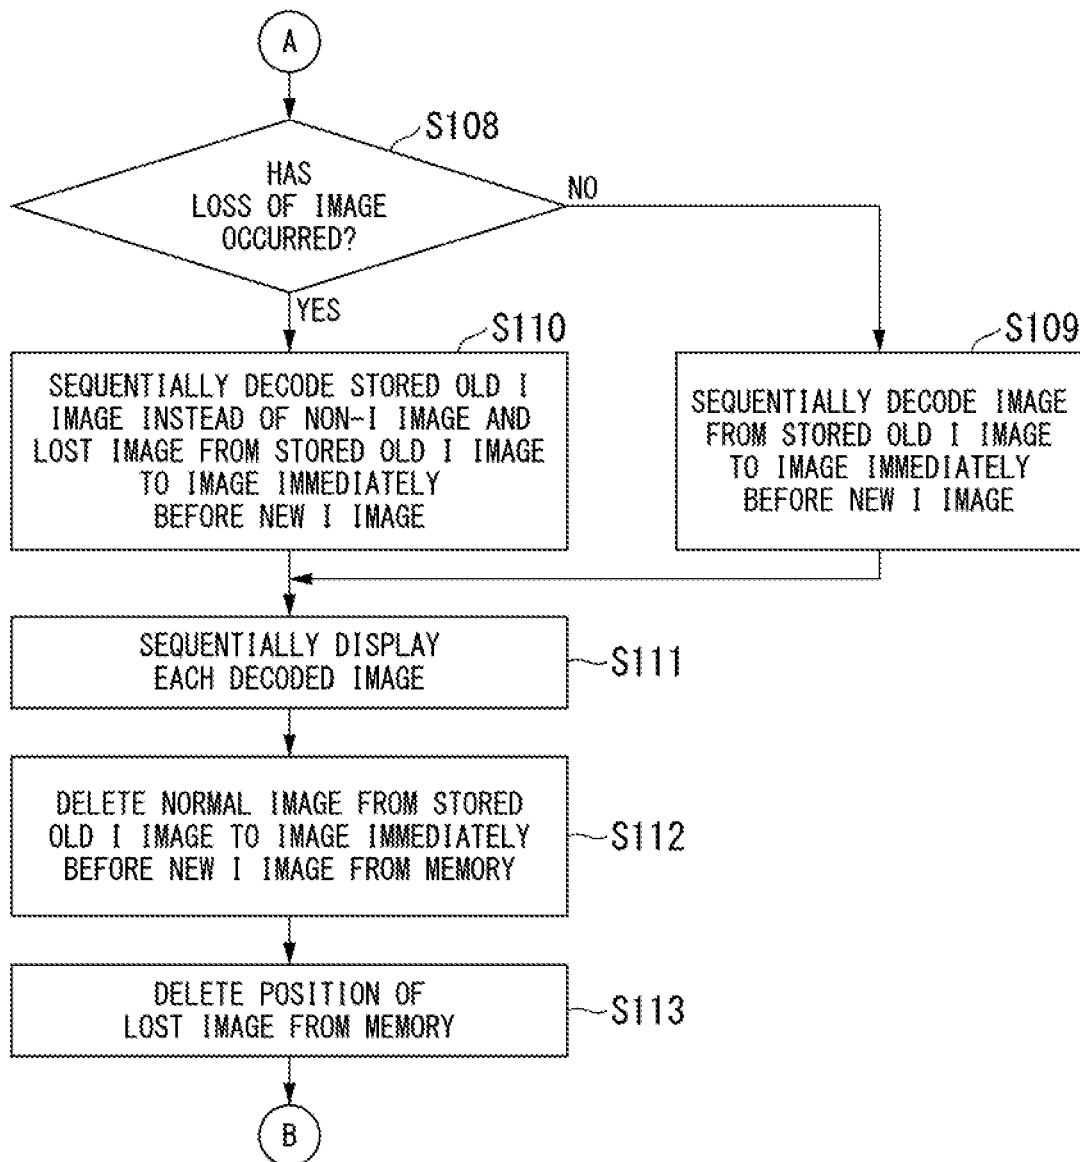 A
S108
HAS
LOSS OF IMAGE
OCCURRED?
NO
YES
S110
SEQUENTIALLY DECODE STORED OLD I
IMAGE INSTEAD OF NON-I IMAGE AND
LOST IMAGE FROM STORED OLD I IMAGE
TO IMAGE IMMEDIATELY
BEFORE NEW I IMAGE
S109
SEQUENTIALLY DECODE IMAGE
FROM STORED OLD I IMAGE
TO IMAGE IMMEDIATELY
BEFORE NEW I IMAGE
SEQUENTIALLY DISPLAY
EACH DECODED IMAGE
S111
DELETE NORMAL IMAGE FROM STORED
OLD I IMAGE TO IMAGE IMMEDIATELY
BEFORE NEW I IMAGE FROM MEMORY
S112
DELETE POSITION OF
LOST IMAGE FROM MEMORY
S113
B